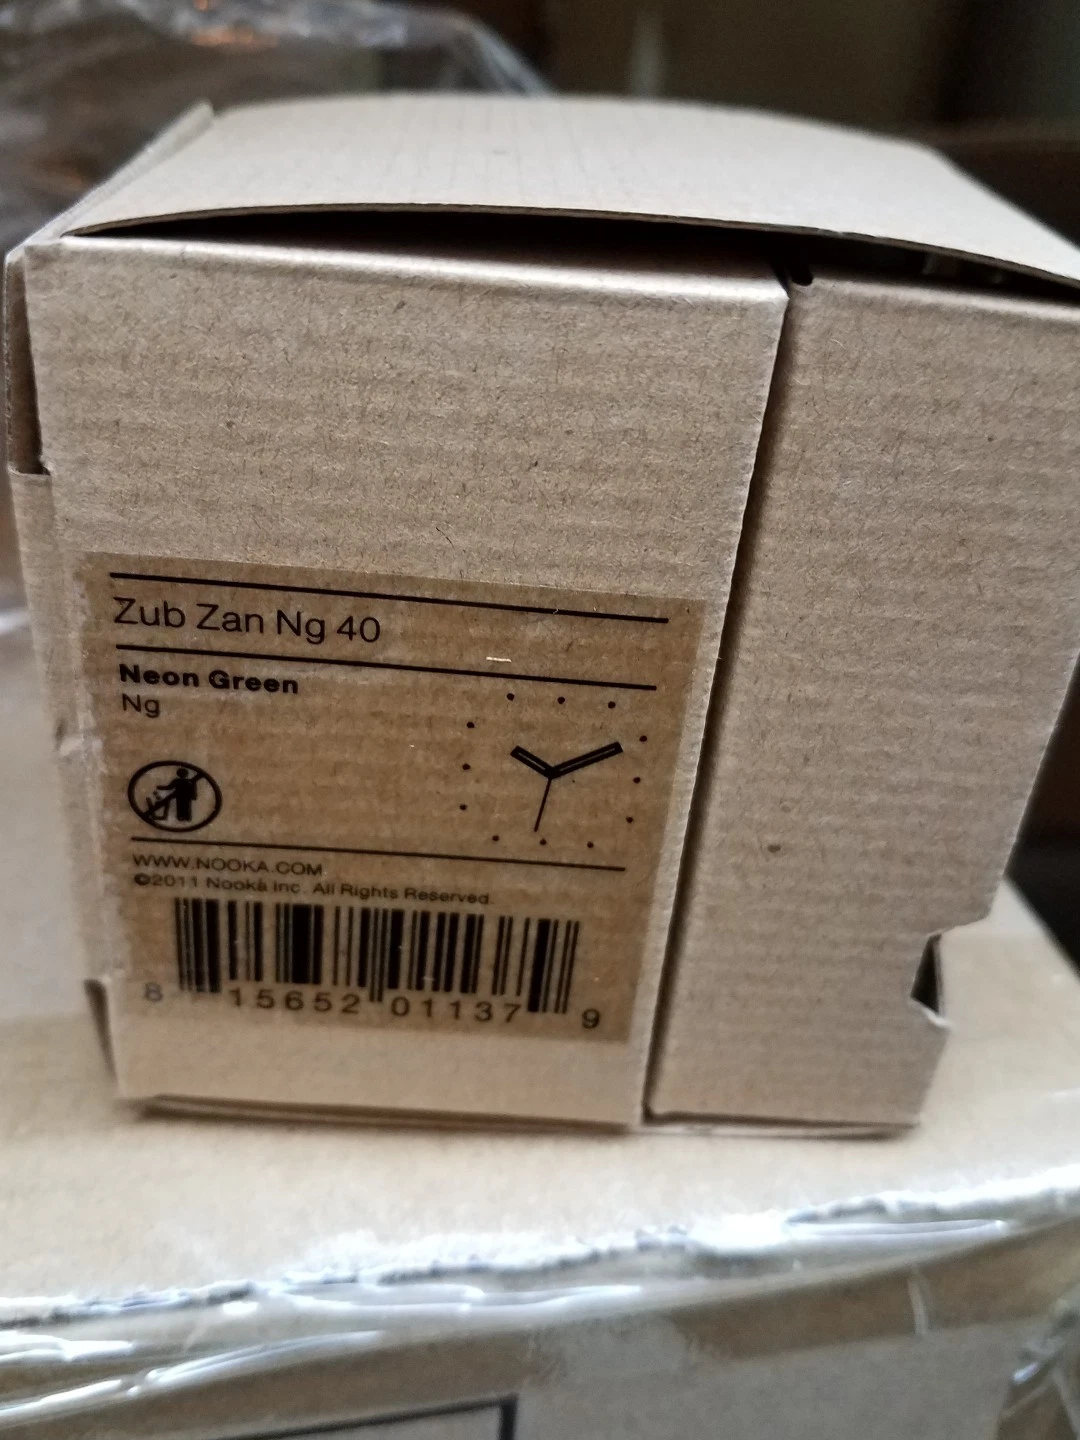 Zub Zan Ng 40
Neon Green
Ng
WWW.NOOKA.COM
©2011 Nooka Inc. All Rights Reserved.
8 15652 01137 9